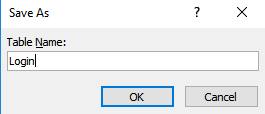 Save As ? ×
Table Name:
Login
OK Cancel